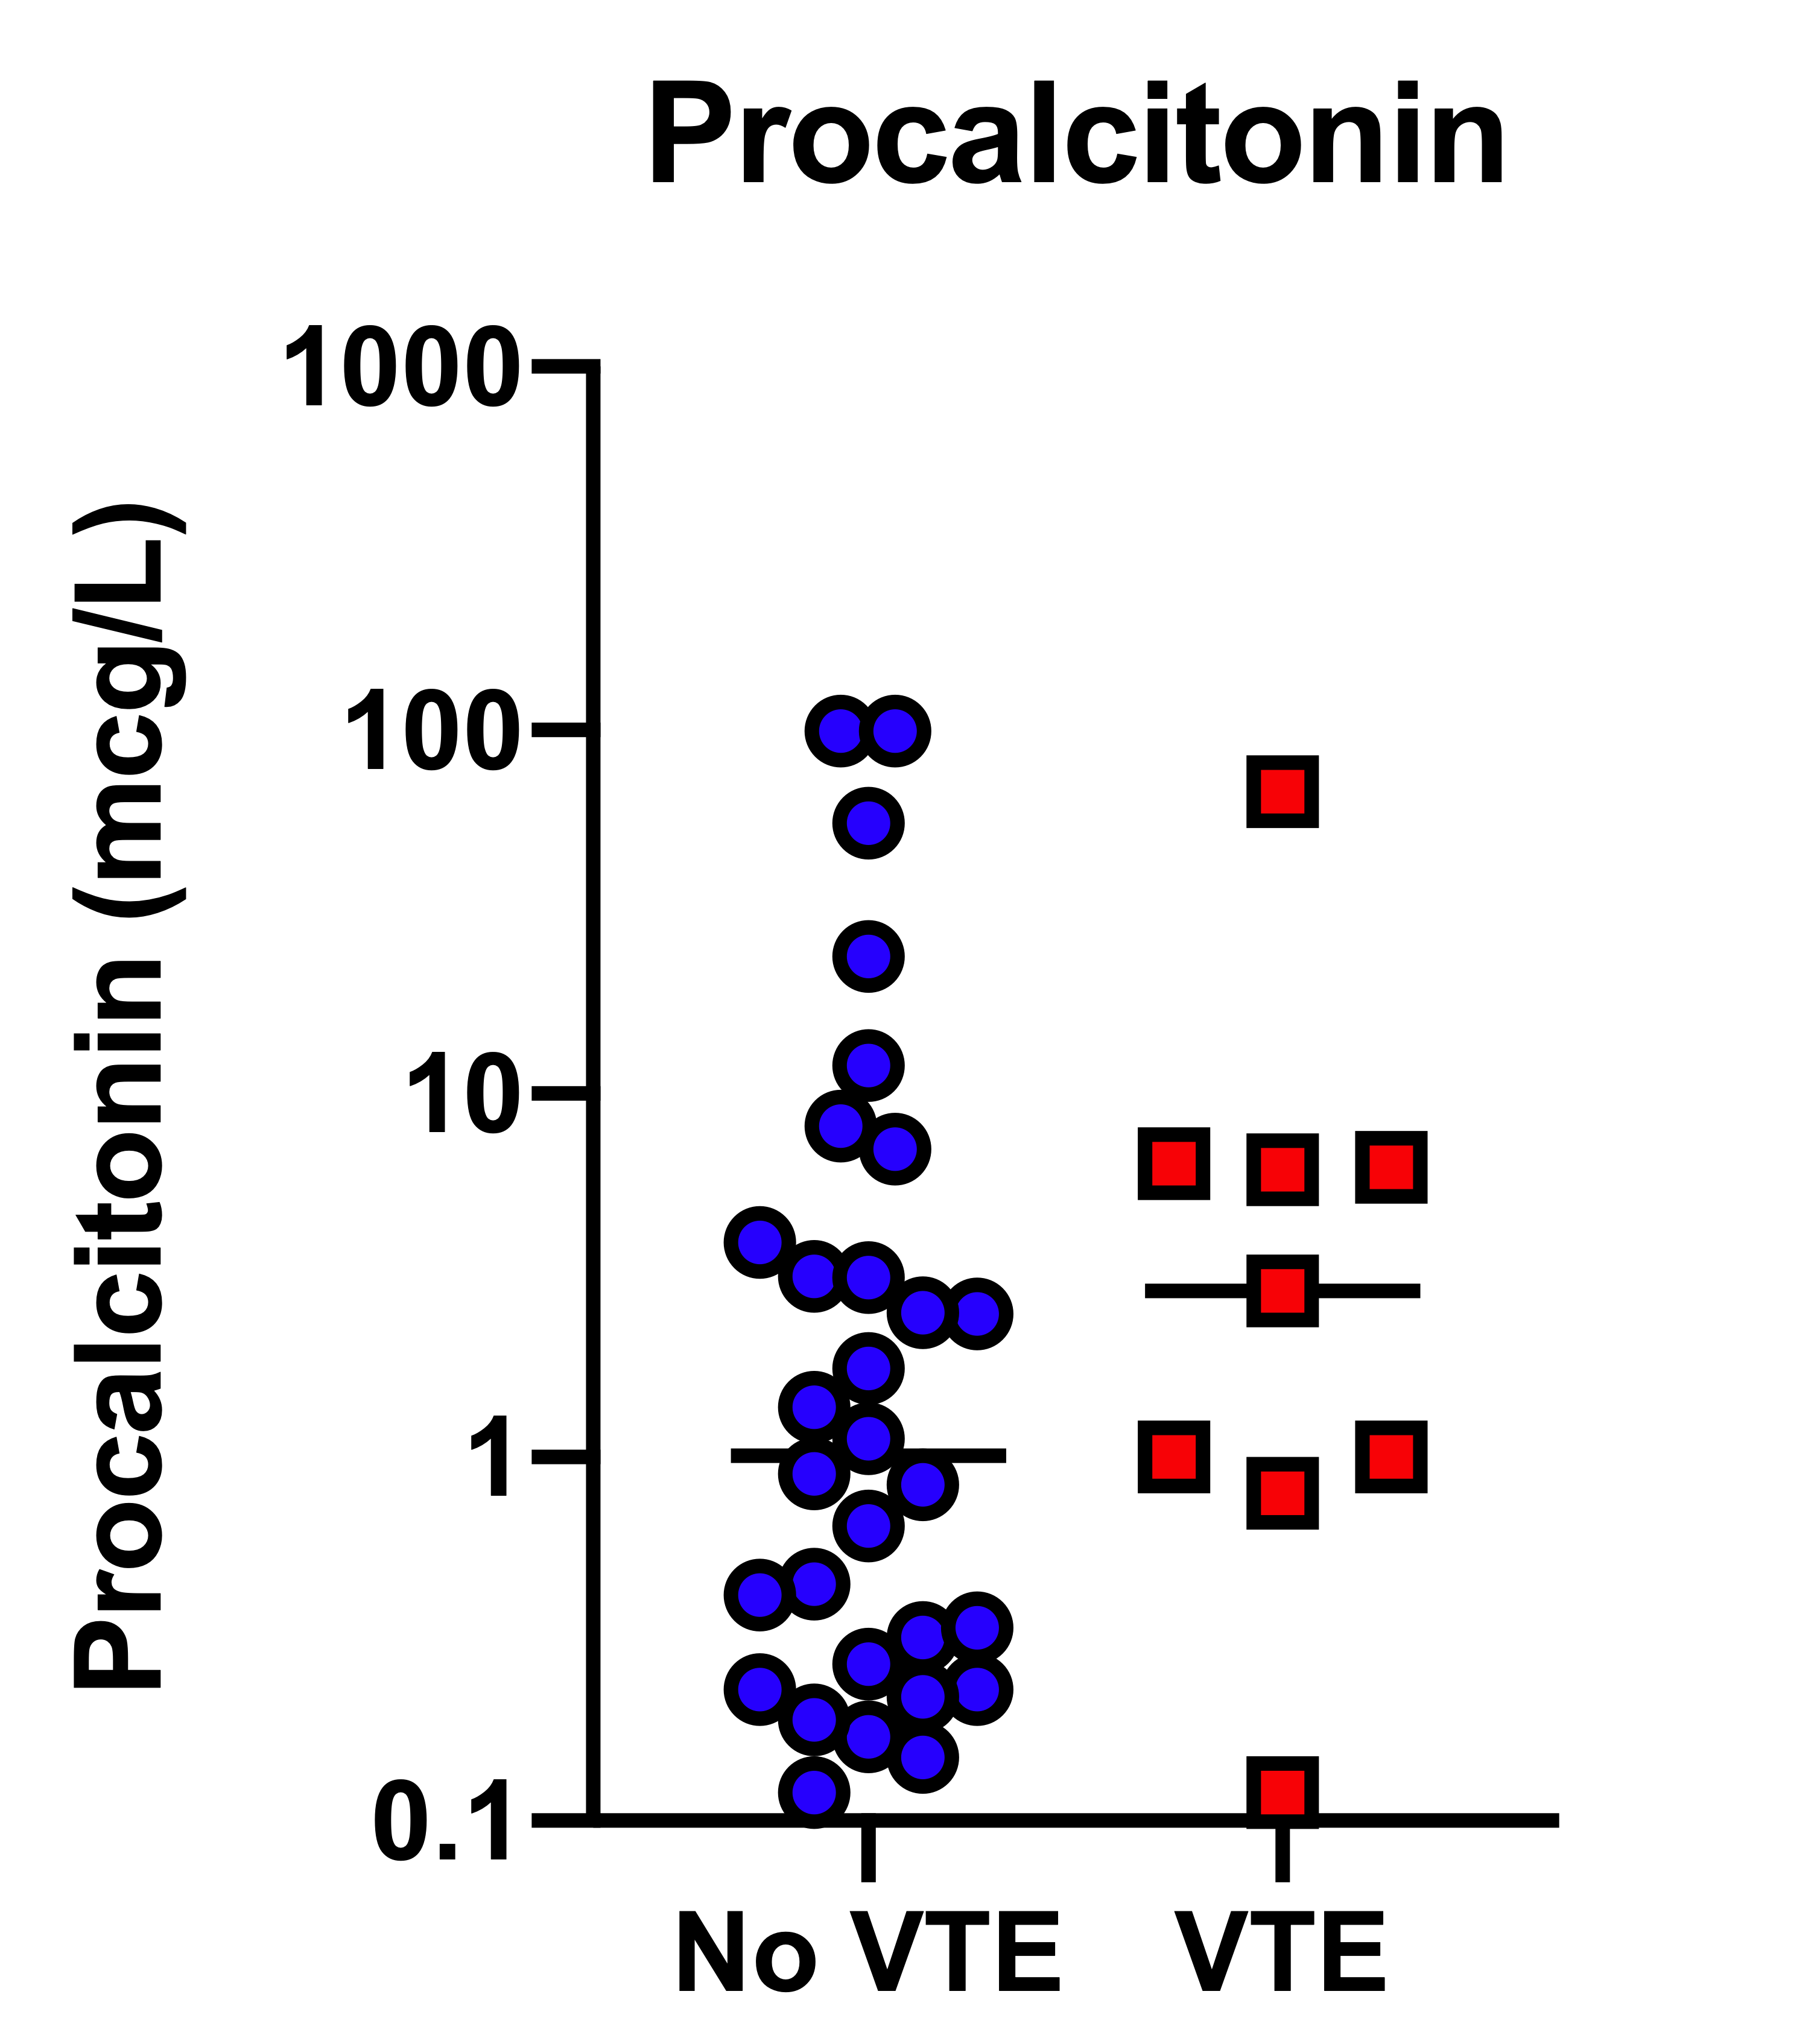 Procalcitonin
Procalcitonin (mcg/L)
1000
100
10
1
0.1
No VTE
VTE